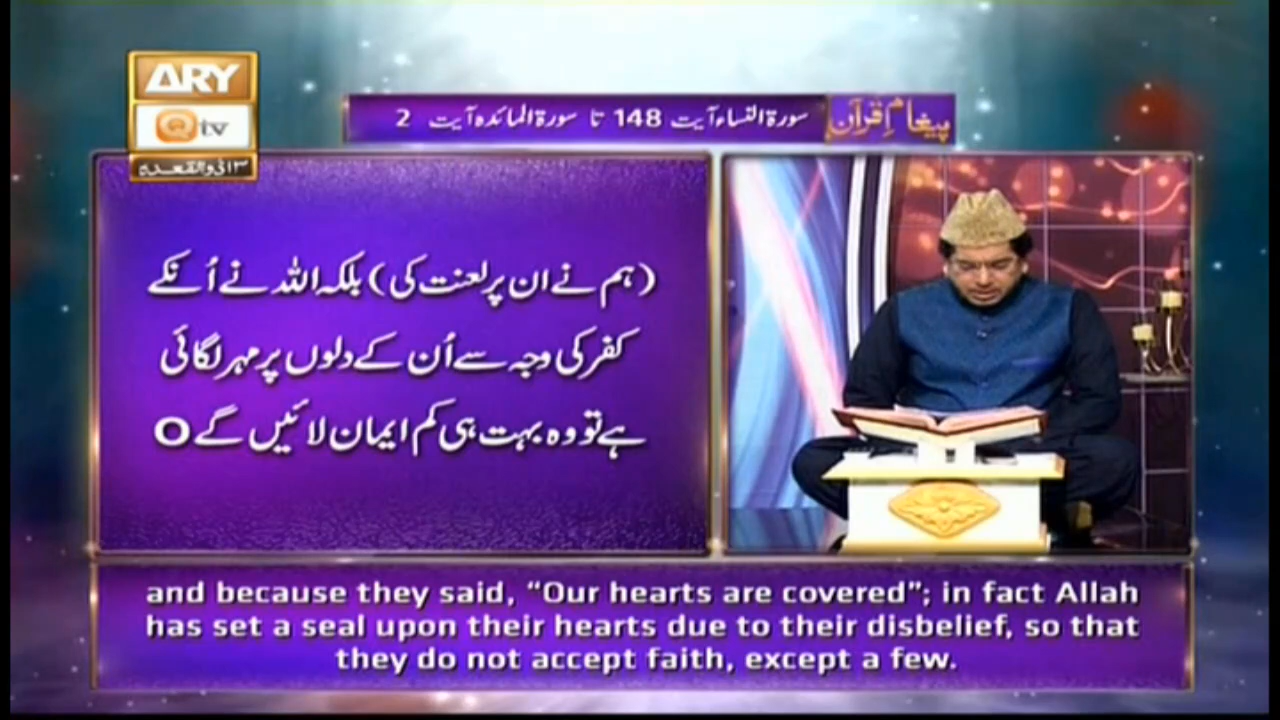 ARY
Qtv
۱۳ ذوالقعدہ
پیغامِ قرآن
سورۃ النساء آیت 148 تا سورۃ المائدہ آیت 2
(ہم نے ان پر لعنت کی) بلکہ اللہ نے اُنکے
کفر کی وجہ سے اُن کے دلوں پر مہر لگائی
ہے تو وہ بہت ہی کم ایمان لائیں گے O
and because they said, “Our hearts are covered”; in fact Allah
has set a seal upon their hearts due to their disbelief, so that
they do not accept faith, except a few.